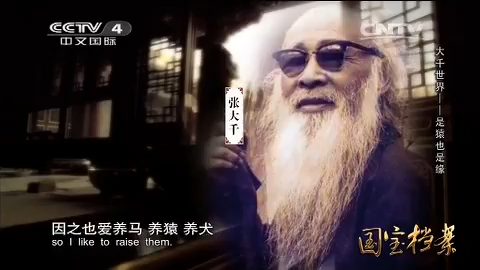 CCTV 4
中文国际
CNTV
大千世界——是猿也是缘
张大千
因之也爱养马 养猿 养犬
so I like to raise them.
国宝档案